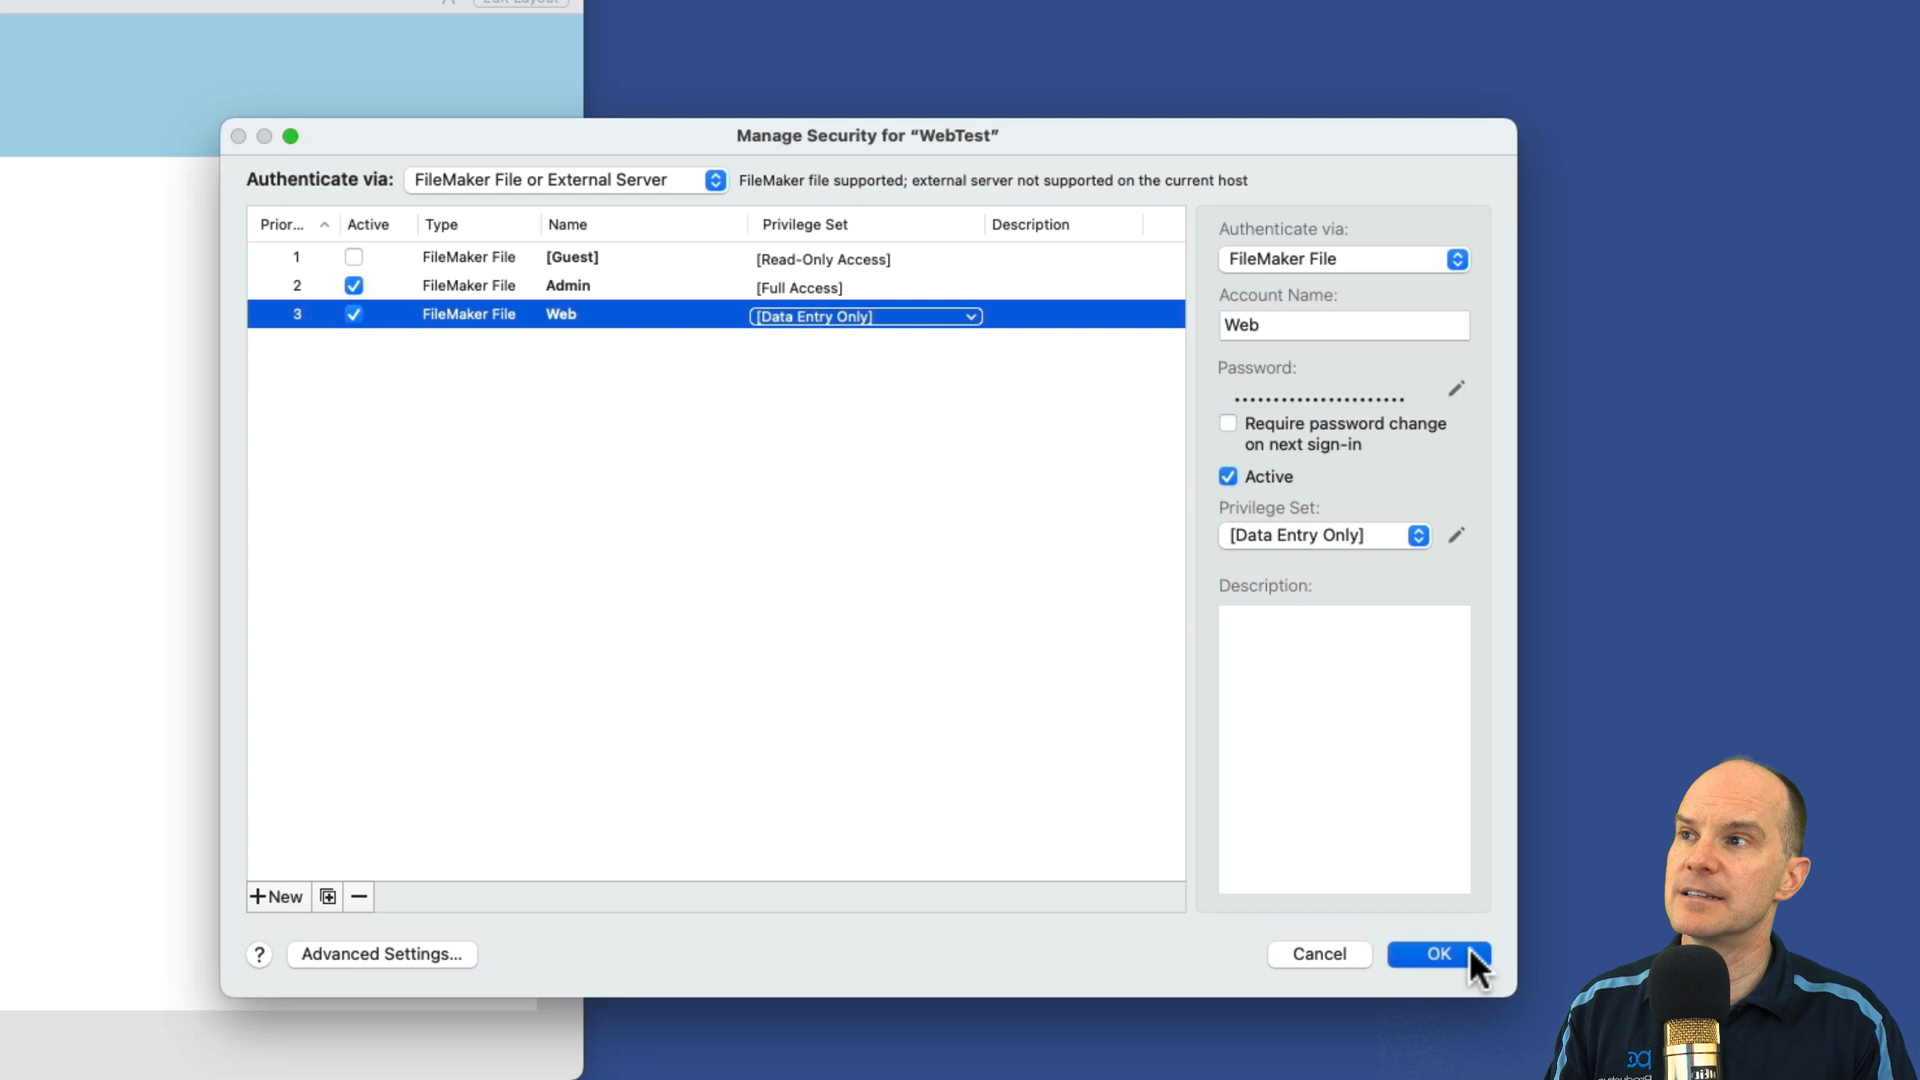 Edit Layout
Manage Security for “WebTest”
Authenticate via: FileMaker File or External Server FileMaker file supported; external server not supported on the current host
Prior... Active Type Name Privilege Set Description
1 FileMaker File [Guest] [Read-Only Access]
2 FileMaker File Admin [Full Access]
3 FileMaker File Web [Data Entry Only]
Authenticate via:
FileMaker File
Account Name:
Web
Password:
Require password change
on next sign-in
Active
Privilege Set:
[Data Entry Only]
Description:
+New
? Advanced Settings... Cancel OK